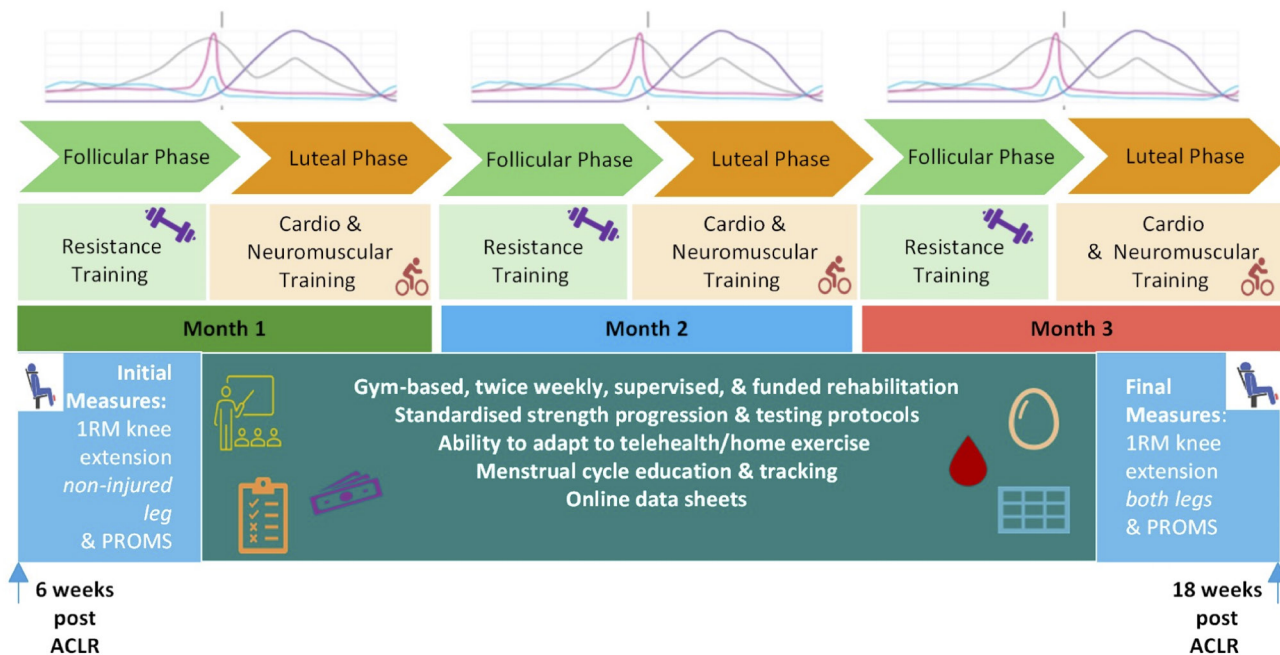 Follicular Phase
Luteal Phase
Follicular Phase
Luteal Phase
Follicular Phase
Luteal Phase
Resistance
Training
Cardio &
Neuromuscular
Training
Resistance
Training
Cardio &
Neuromuscular
Training
Resistance
Training
Cardio
& Neuromuscular
Training
Month 1
Month 2
Month 3
Initial
Measures:
1RM knee
extension
non-injured
leg
& PROMS
Gym-based, twice weekly, supervised, & funded rehabilitation
Standardised strength progression & testing protocols
Ability to adapt to telehealth/home exercise
Menstrual cycle education & tracking
Online data sheets
Final
Measures:
1RM knee
extension
both legs
& PROMS
6 weeks
post
ACLR
18 weeks
post
ACLR